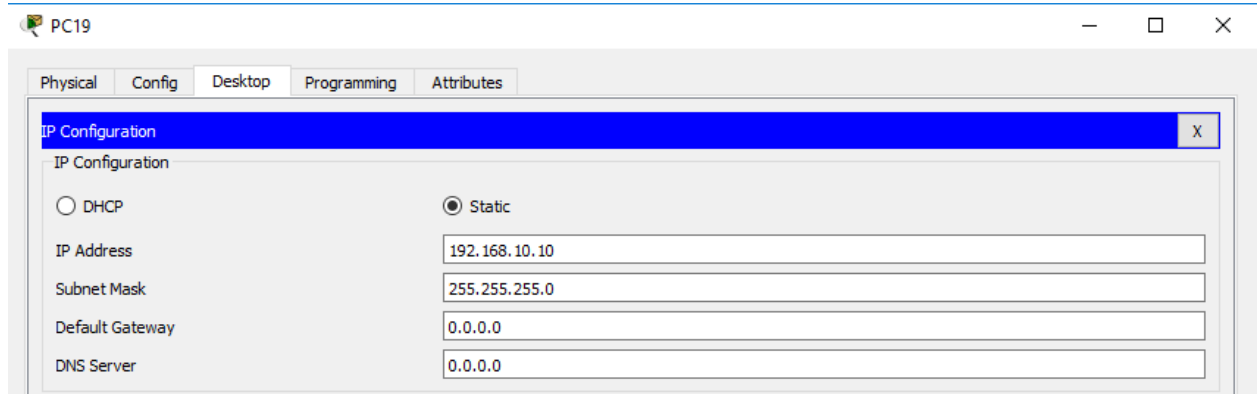 PC19
Physical Config Desktop Programming Attributes
IP Configuration X
IP Configuration
DHCP Static
IP Address 192.168.10.10
Subnet Mask 255.255.255.0
Default Gateway 0.0.0.0
DNS Server 0.0.0.0